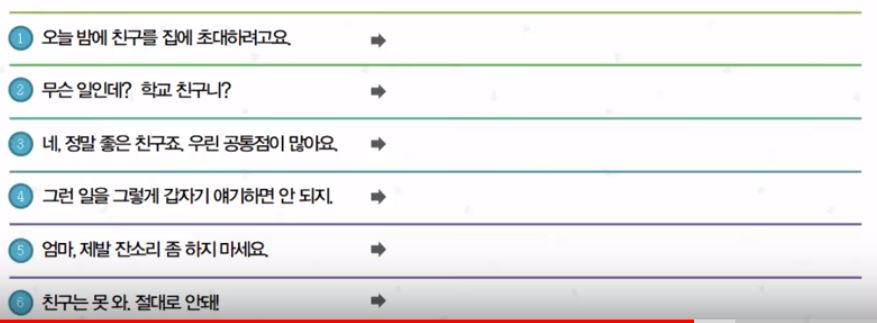 1 오늘 밤에 친구를 집에 초대하려고요. ➡
2 무슨 일인데? 학교 친구니? ➡
3 네, 정말 좋은 친구죠. 우린 공통점이 많아요. ➡
4 그런 일을 그렇게 갑자기 얘기하면 안 되지. ➡
5 엄마, 제발 잔소리 좀 하지 마세요. ➡
6 친구는 못 와. 절대로 안돼! ➡